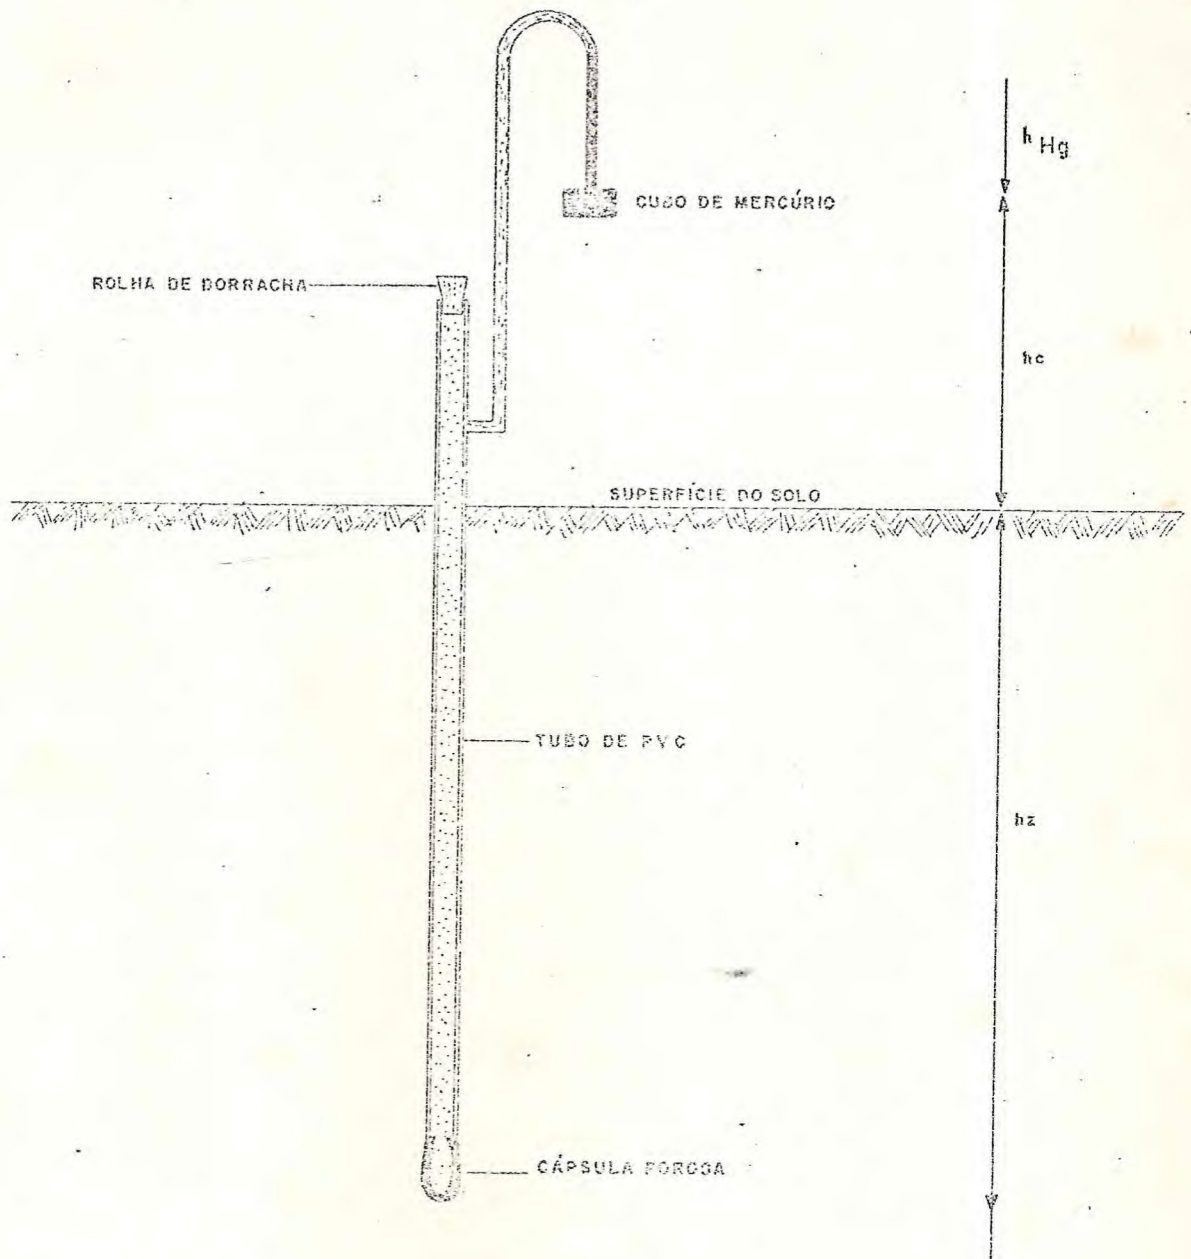 h Hg
CUBO DE MERCÚRIO
ROLHA DE BORRACHA
hc
SUPERFÍCIE DO SOLO
TUBO DE PVC
hz
CÁPSULA POROSA